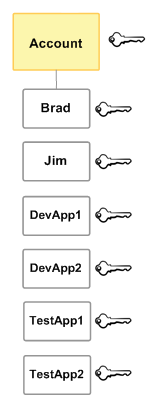 Account
Brad
Jim
DevApp1
DevApp2
TestApp1
TestApp2